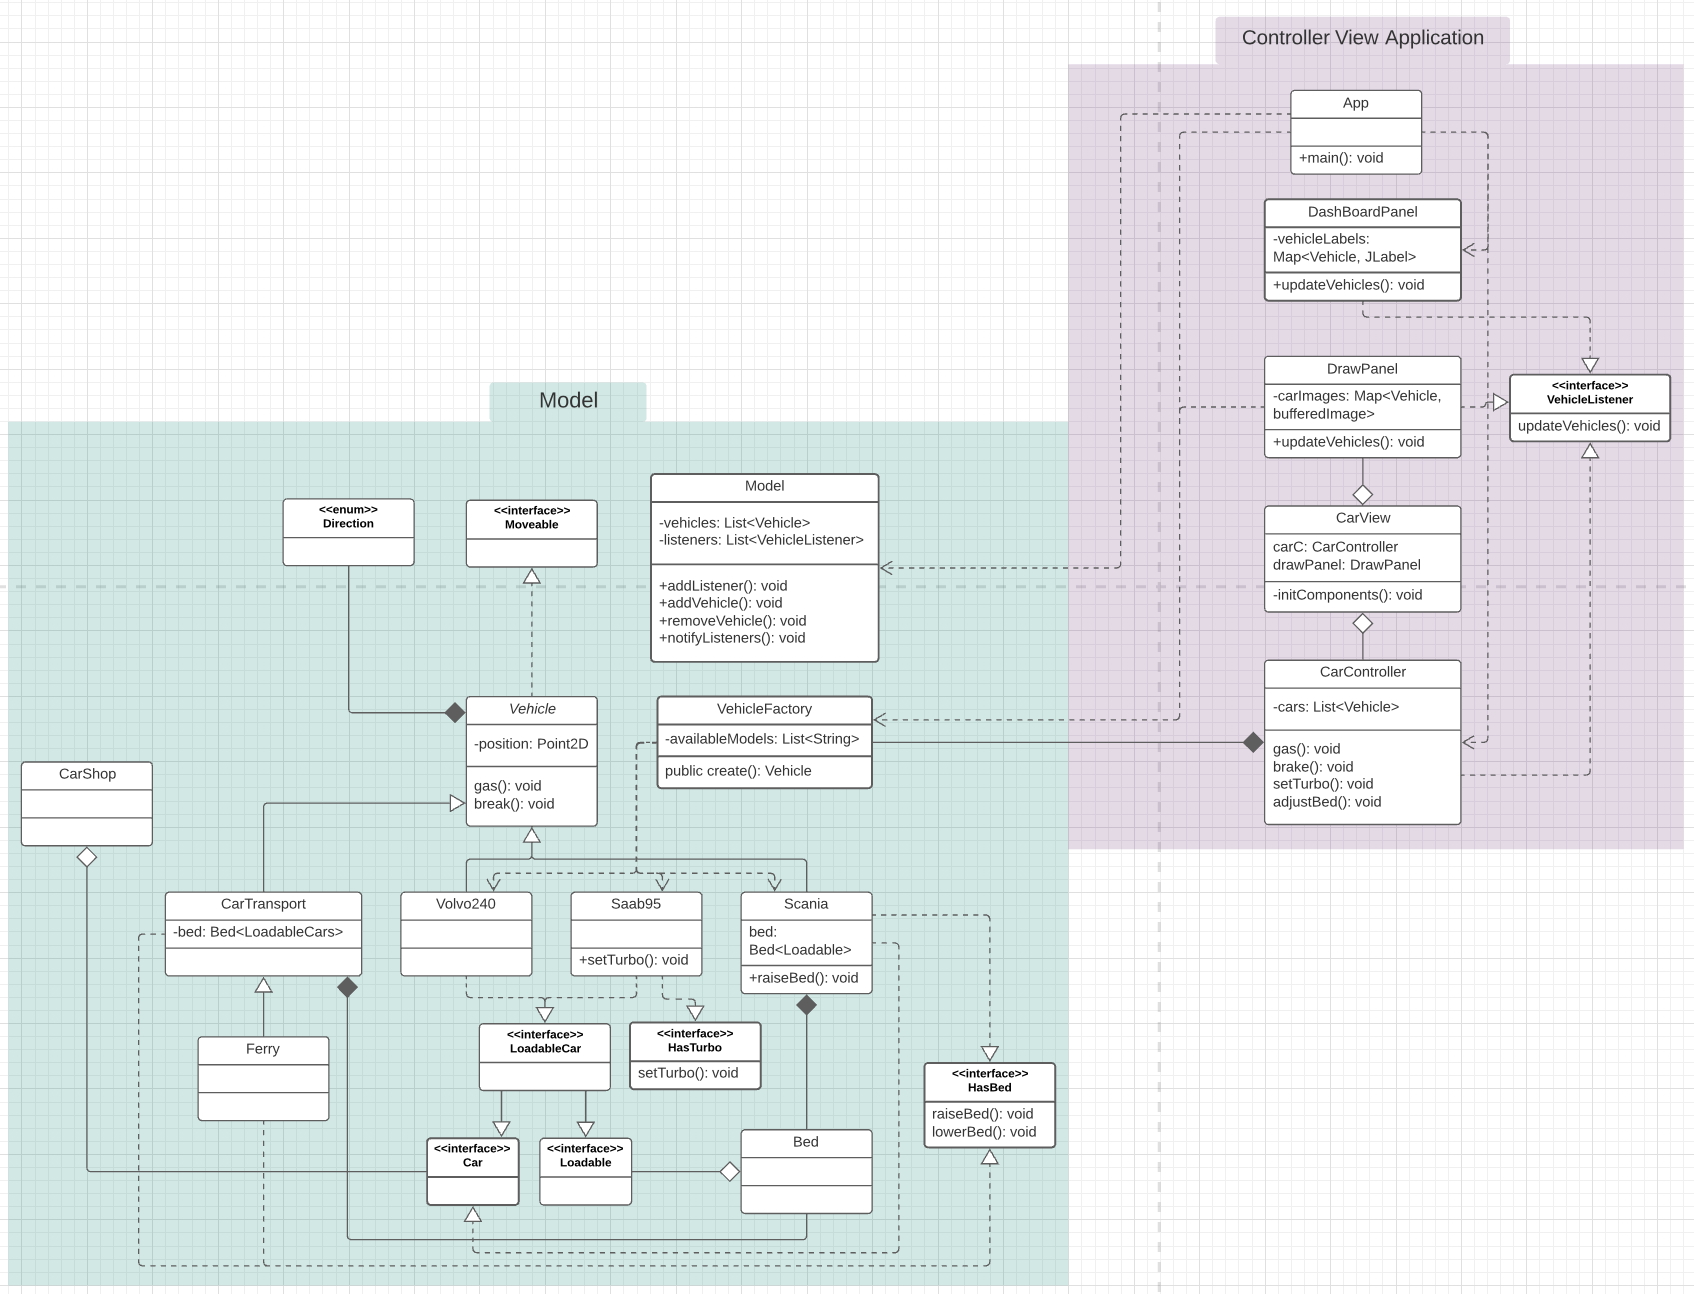 Controller View Application
App
+main(): void
DashBoardPanel
-vehicleLabels:
Map<Vehicle, JLabel>
+updateVehicles(): void
DrawPanel
-carImages: Map<Vehicle,
bufferedImage>
+updateVehicles(): void
<<interface>>
VehicleListener
updateVehicles(): void
CarView
carC: CarController
drawPanel: DrawPanel
-initComponents(): void
CarController
-cars: List<Vehicle>
gas(): void
brake(): void
setTurbo(): void
adjustBed(): void
Model
<<enum>>
Direction
<<interface>>
Moveable
Model
-vehicles: List<Vehicle>
-listeners: List<VehicleListener>
+addListener(): void
+addVehicle(): void
+removeVehicle(): void
+notifyListeners(): void
Vehicle
-position: Point2D
gas(): void
break(): void
VehicleFactory
-availableModels: List<String>
public create(): Vehicle
CarShop
CarTransport
-bed: Bed<LoadableCars>
Volvo240
Saab95
+setTurbo(): void
Scania
bed:
Bed<Loadable>
+raiseBed(): void
Ferry
<<interface>>
LoadableCar
<<interface>>
HasTurbo
setTurbo(): void
<<interface>>
HasBed
raiseBed(): void
lowerBed(): void
<<interface>>
Car
<<interface>>
Loadable
Bed